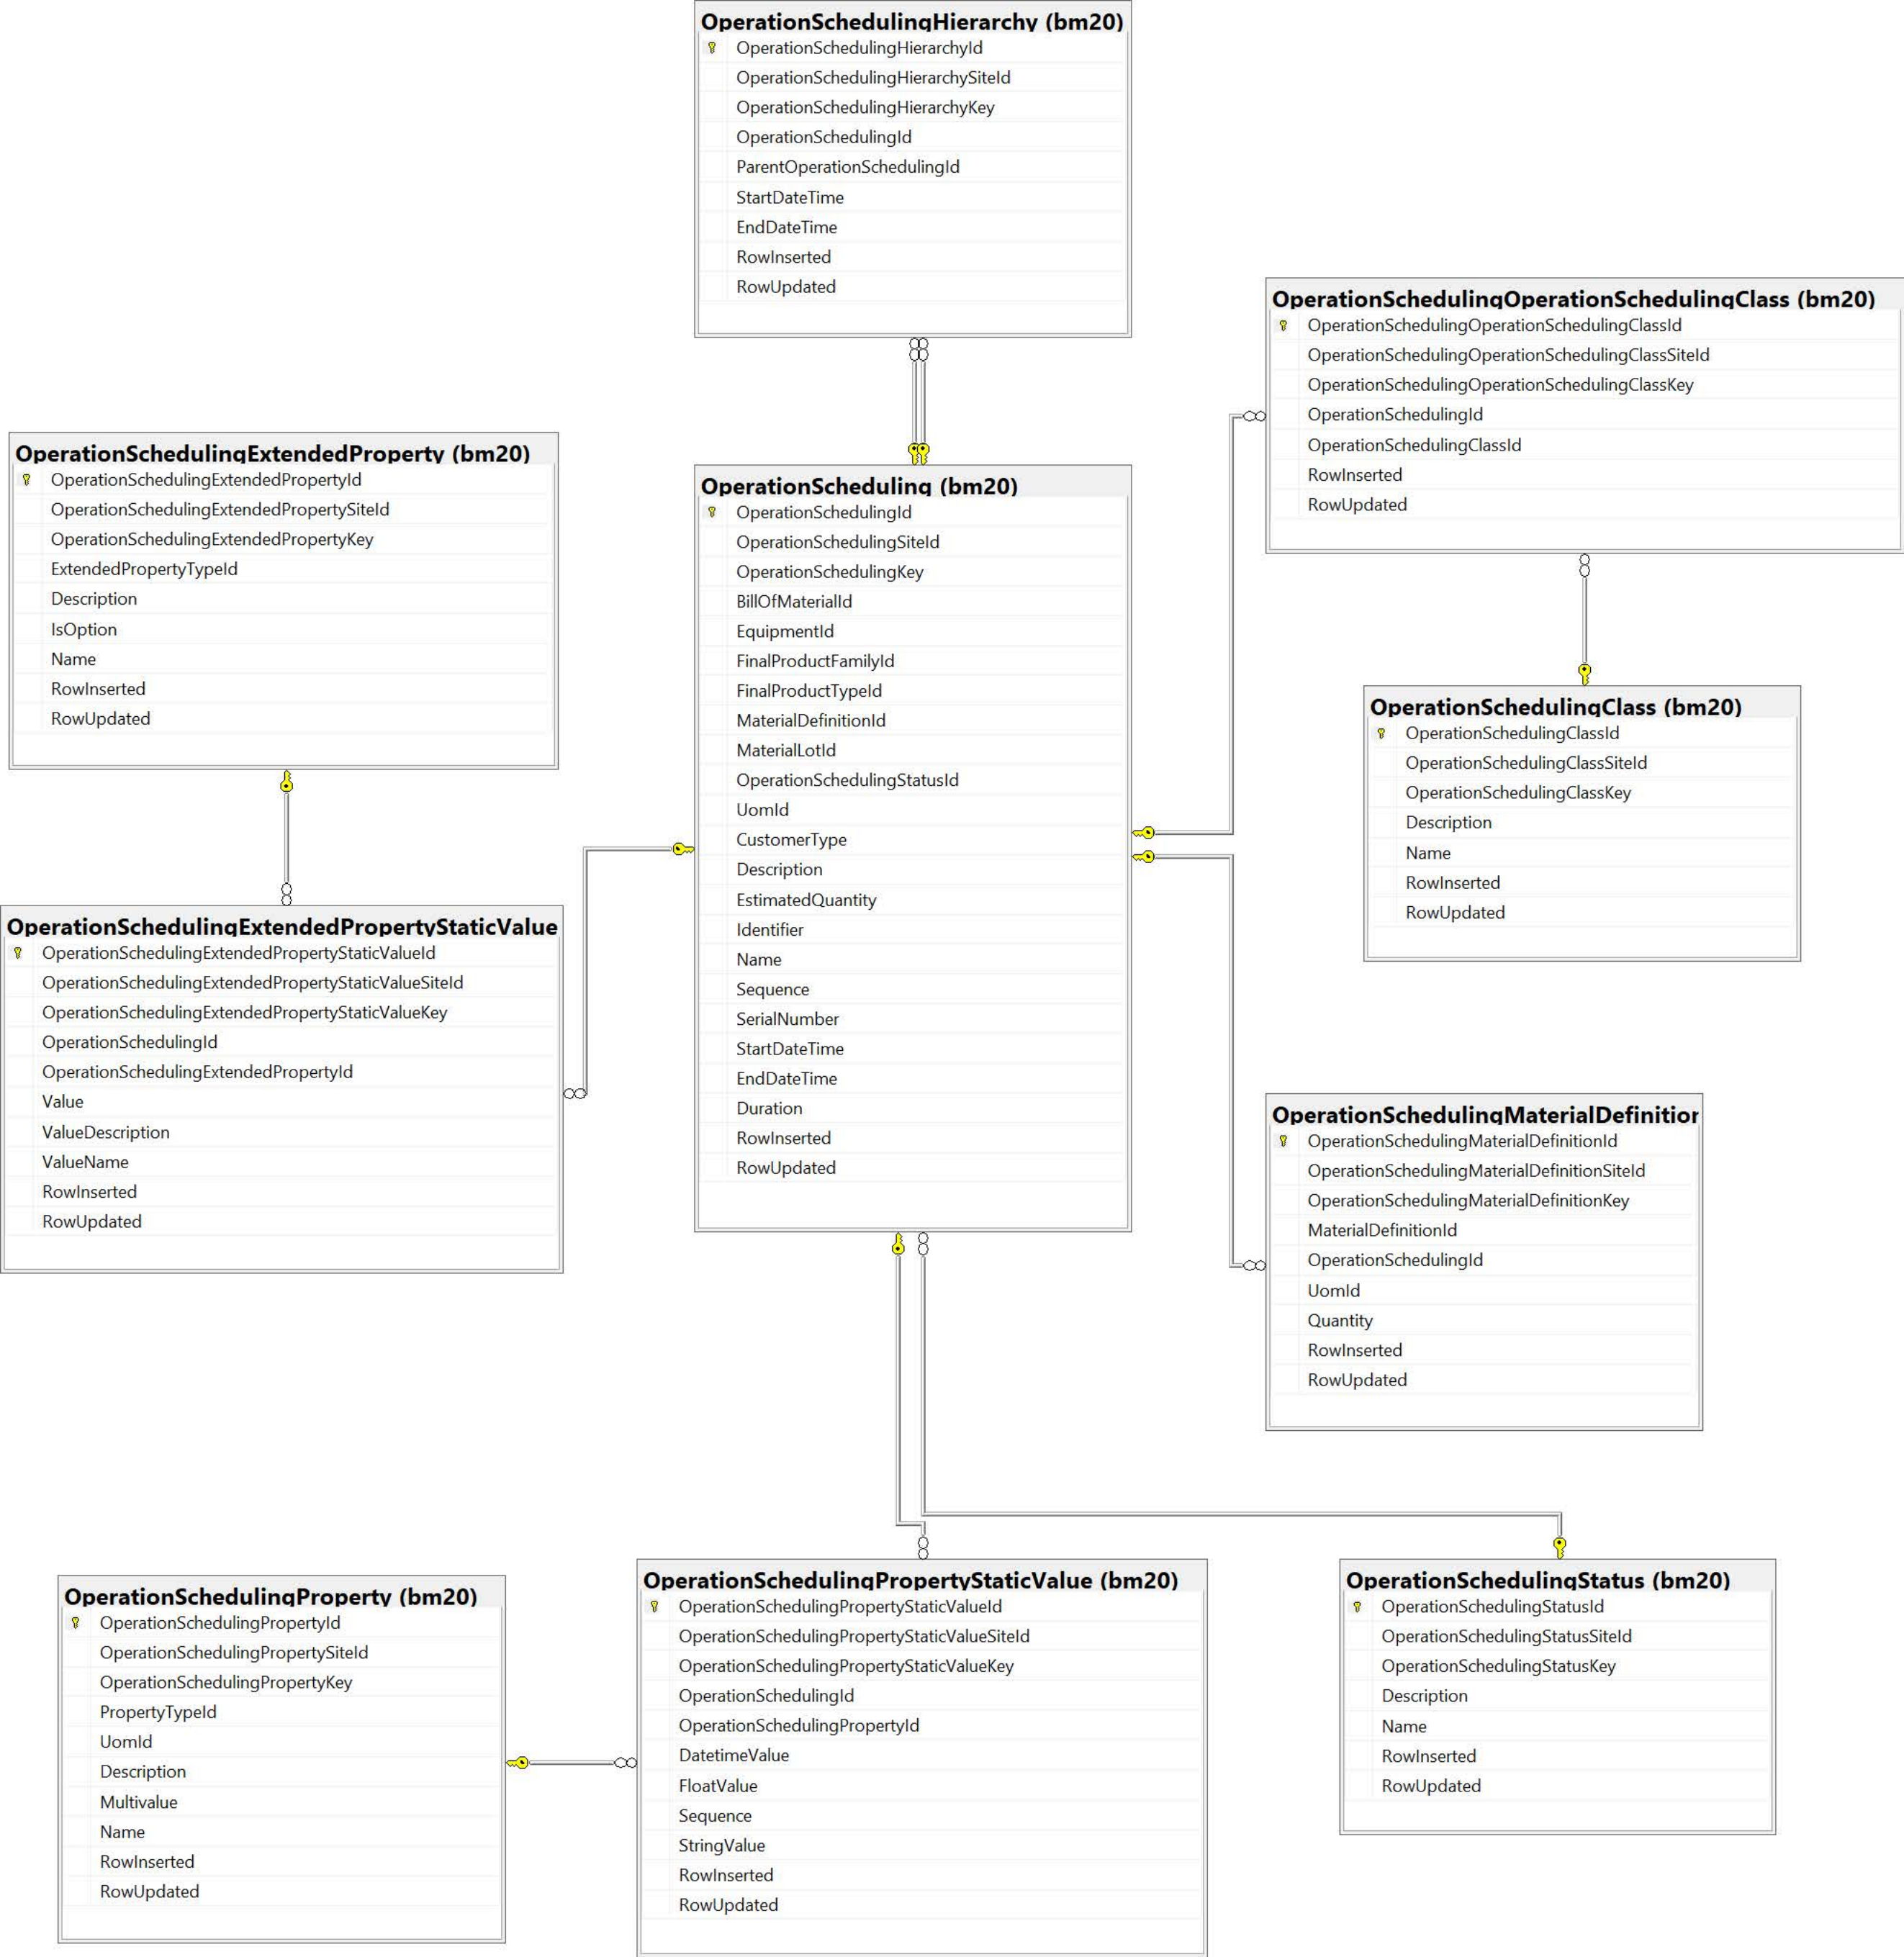 OperationSchedulingHierarchy (bm20)
OperationSchedulingHierarchyId
OperationSchedulingHierarchySiteId
OperationSchedulingHierarchyKey
OperationSchedulingId
ParentOperationSchedulingId
StartDateTime
EndDateTime
RowInserted
RowUpdated
OperationSchedulingOperationSchedulingClass (bm20)
OperationSchedulingOperationSchedulingClassId
OperationSchedulingOperationSchedulingClassSiteId
OperationSchedulingOperationSchedulingClassKey
OperationSchedulingId
OperationSchedulingClassId
RowInserted
RowUpdated
OperationSchedulingExtendedProperty (bm20)
OperationSchedulingExtendedPropertyId
OperationSchedulingExtendedPropertySiteId
OperationSchedulingExtendedPropertyKey
ExtendedPropertyTypeId
Description
IsOption
Name
RowInserted
RowUpdated
OperationScheduling (bm20)
OperationSchedulingId
OperationSchedulingSiteId
OperationSchedulingKey
BillOfMaterialId
EquipmentId
FinalProductFamilyId
FinalProductTypeId
MaterialDefinitionId
MaterialLotId
OperationSchedulingStatusId
UomId
CustomerType
Description
EstimatedQuantity
Identifier
Name
Sequence
SerialNumber
StartDateTime
EndDateTime
Duration
RowInserted
RowUpdated
OperationSchedulingClass (bm20)
OperationSchedulingClassId
OperationSchedulingClassSiteId
OperationSchedulingClassKey
Description
Name
RowInserted
RowUpdated
OperationSchedulingExtendedPropertyStaticValue
OperationSchedulingExtendedPropertyStaticValueId
OperationSchedulingExtendedPropertyStaticValueSiteId
OperationSchedulingExtendedPropertyStaticValueKey
OperationSchedulingId
OperationSchedulingExtendedPropertyId
Value
ValueDescription
ValueName
RowInserted
RowUpdated
OperationSchedulingMaterialDefinition
OperationSchedulingMaterialDefinitionId
OperationSchedulingMaterialDefinitionSiteId
OperationSchedulingMaterialDefinitionKey
MaterialDefinitionId
OperationSchedulingId
UomId
Quantity
RowInserted
RowUpdated
OperationSchedulingProperty (bm20)
OperationSchedulingPropertyId
OperationSchedulingPropertySiteId
OperationSchedulingPropertyKey
PropertyTypeId
UomId
Description
Multivalue
Name
RowInserted
RowUpdated
OperationSchedulingPropertyStaticValue (bm20)
OperationSchedulingPropertyStaticValueId
OperationSchedulingPropertyStaticValueSiteId
OperationSchedulingPropertyStaticValueKey
OperationSchedulingId
OperationSchedulingPropertyId
DatetimeValue
FloatValue
Sequence
StringValue
RowInserted
RowUpdated
OperationSchedulingStatus (bm20)
OperationSchedulingStatusId
OperationSchedulingStatusSiteId
OperationSchedulingStatusKey
Description
Name
RowInserted
RowUpdated